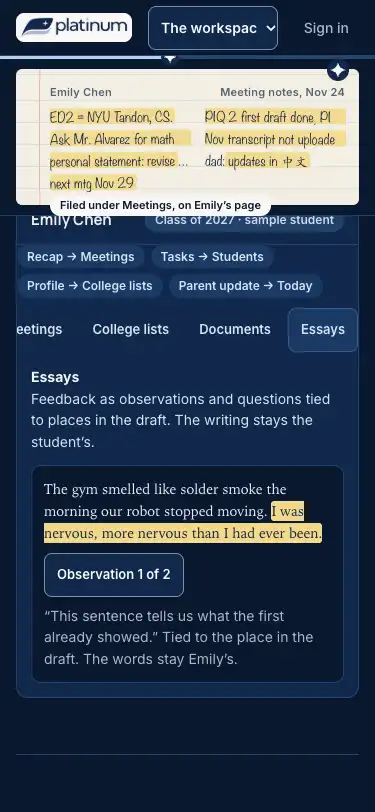 platinum
The workspac
Sign in
Emily Chen
Meeting notes, Nov 24
ED2 = NYU Tandon, CS.
Ask Mr. Alvarez for math
personal statement: revise ...
next mtg Nov 29
PIQ 2 first draft done, PI
Nov transcript not uploade
dad: updates in 中文
Filed under Meetings, on Emily's page
Emily Chen
Class of 2027 · sample student
Recap → Meetings
Tasks → Students
Profile → College lists
Parent update → Today
eetings
College lists
Documents
Essays
Essays
Feedback as observations and questions tied
to places in the draft. The writing stays the
student's.
The gym smelled like solder smoke the
morning our robot stopped moving. I was
nervous, more nervous than I had ever been.
Observation 1 of 2
“This sentence tells us what the first
already showed.” Tied to the place in the
draft. The words stay Emily's.